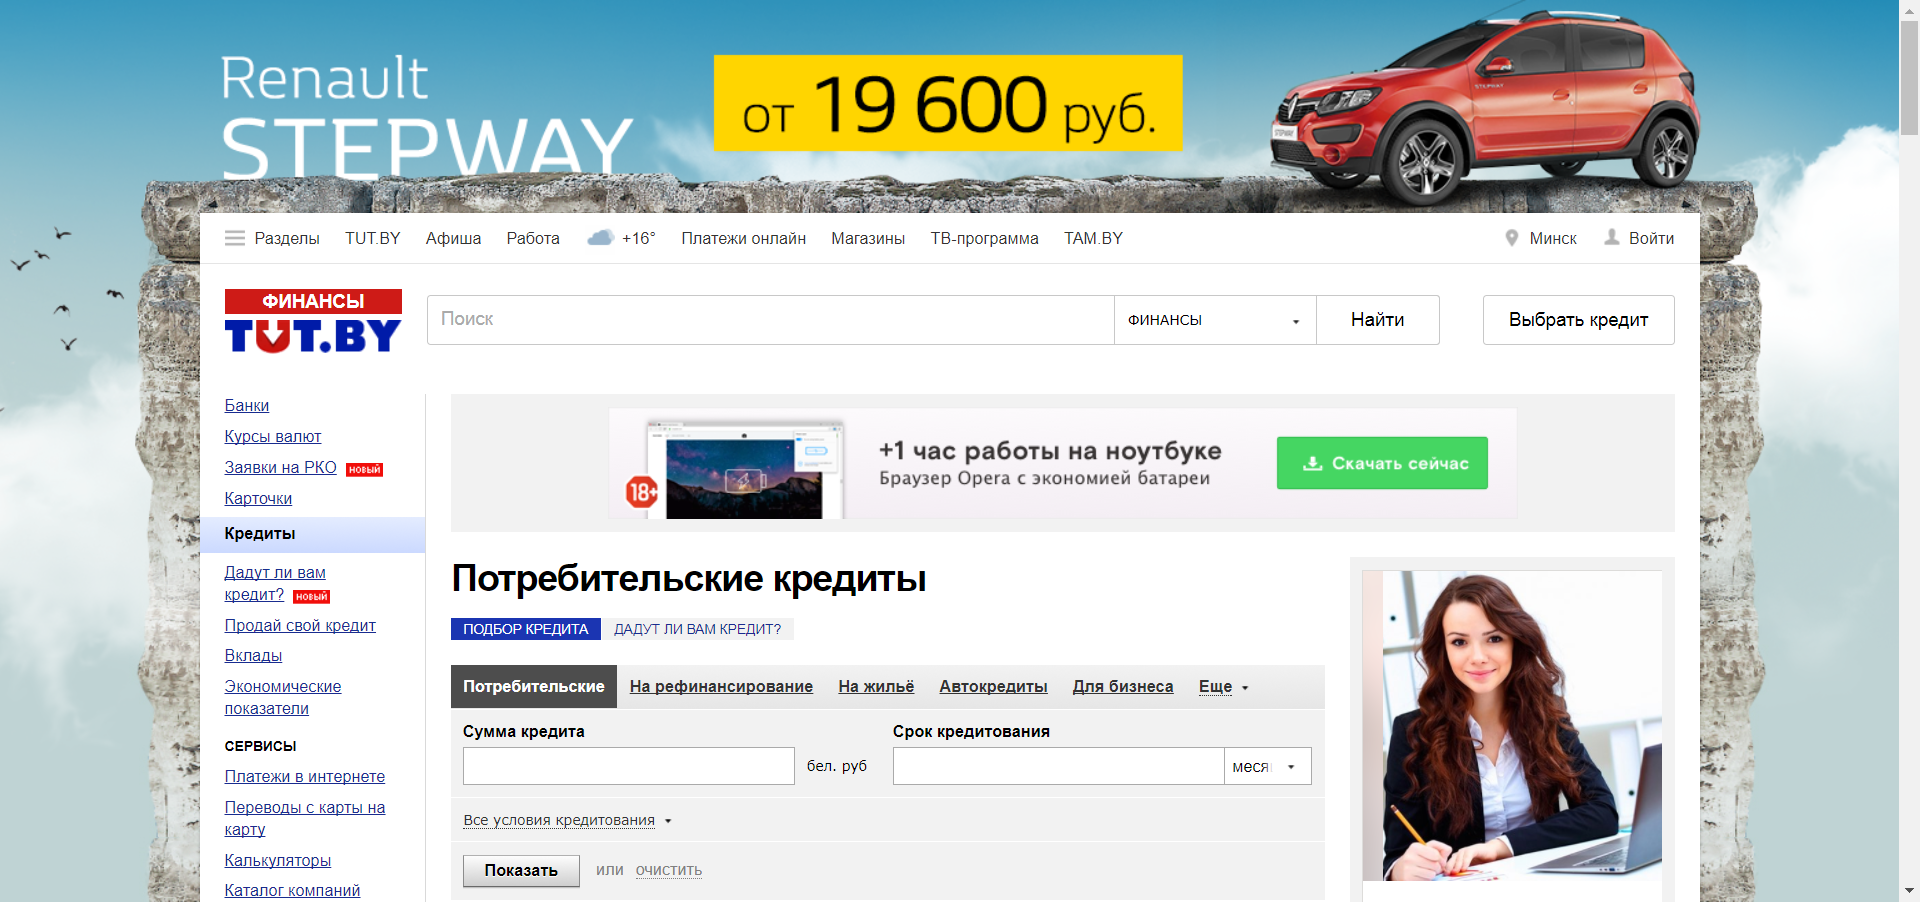 Renault
STEPWAY
от 19 600 руб.
STEPWAY
STEPWAY
Разделы TUT.BY Афиша Работа +16° Платежи онлайн Магазины ТВ-программа TAM.BY Минск Войти
ФИНАНСЫ
TUT.BY
Поиск ФИНАНСЫ Найти Выбрать кредит
Банки
Курсы валют
Заявки на РКО НОВЫЙ
Карточки
Кредиты
Дадут ли вам
кредит? НОВЫЙ
Продай свой кредит
Вклады
Экономические
показатели
СЕРВИСЫ
Платежи в интернете
Переводы с карты на
карту
Калькуляторы
Каталог компаний
18+
+1 час работы на ноутбуке
Браузер Opera с экономией батареи
Скачать сейчас
Потребительские кредиты
ПОДБОР КРЕДИТА ДАДУТ ЛИ ВАМ КРЕДИТ?
Потребительские На рефинансирование На жильё Автокредиты Для бизнеса Еще
Сумма кредита Срок кредитования
бел. руб меся
Все условия кредитования
Показать или очистить